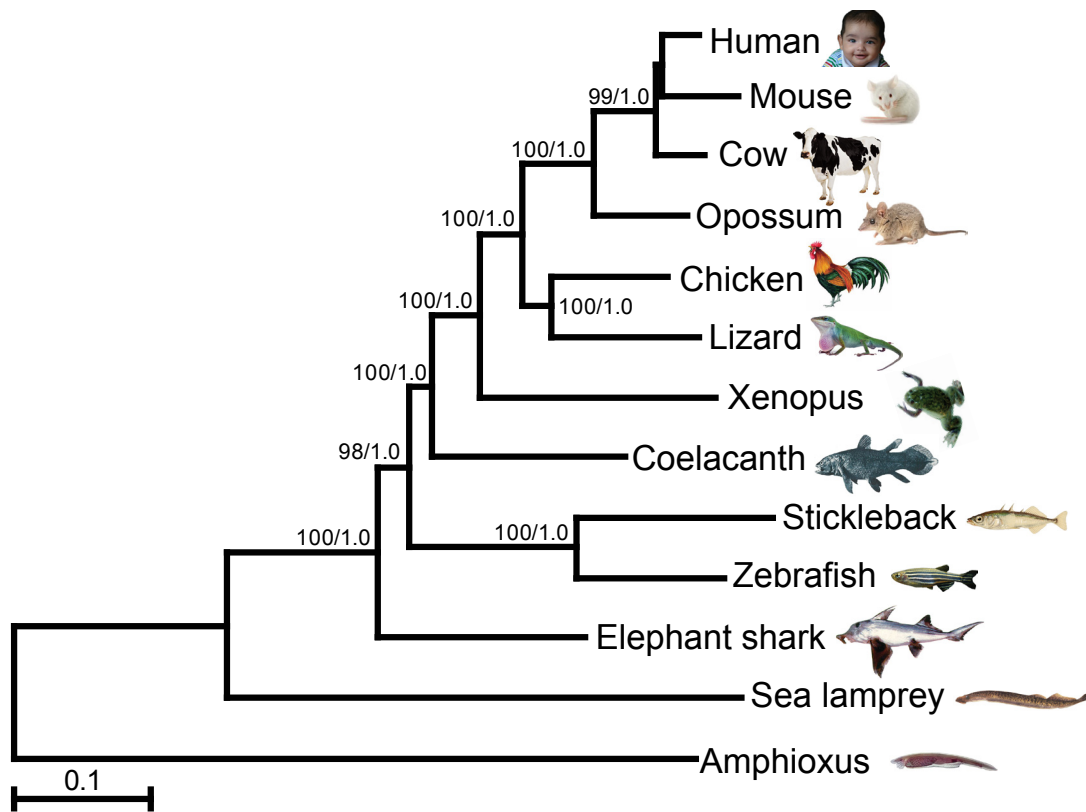 Human
99/1.0
Mouse
100/1.0
Cow
100/1.0
Opossum
100/1.0
Chicken
100/1.0
Lizard
100/1.0
Xenopus
98/1.0
Coelacanth
100/1.0
Stickleback
100/1.0
Zebrafish
Elephant shark
Sea lamprey
Amphioxus
0.1